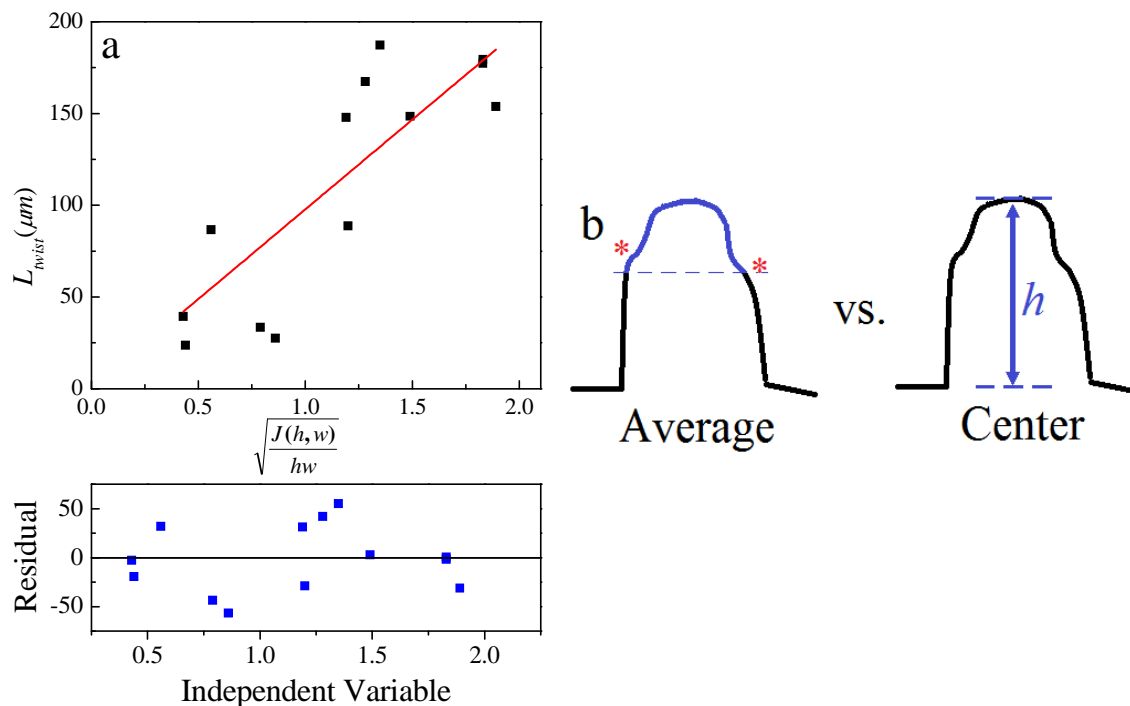 a
200
150
100
50
0
L_twist(μm)
0.0 0.5 1.0 1.5 2.0
√(J(h,w)/hw)
50
0
-50
Residual
0.5 1.0 1.5 2.0
Independent Variable
b
*
*
Average
vs.
h
Center